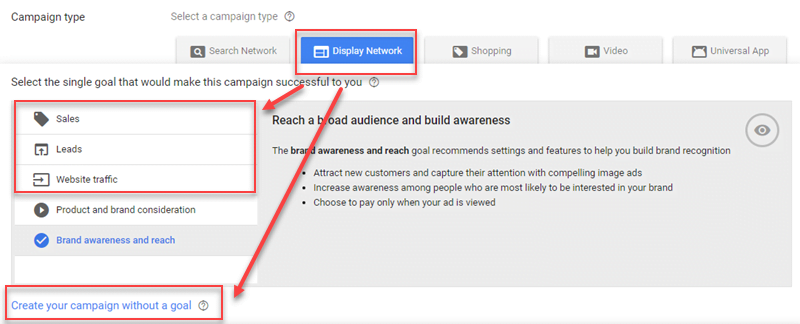 Campaign type
Select a campaign type
Search Network
Display Network
Shopping
Video
Universal App
Select the single goal that would make this campaign successful to you
Sales
Leads
Website traffic
Product and brand consideration
Brand awareness and reach
Reach a broad audience and build awareness
The brand awareness and reach goal recommends settings and features to help you build brand recognition
Attract new customers and capture their attention with compelling image ads
Increase awareness among people who are most likely to be interested in your brand
Choose to pay only when your ad is viewed
Create your campaign without a goal